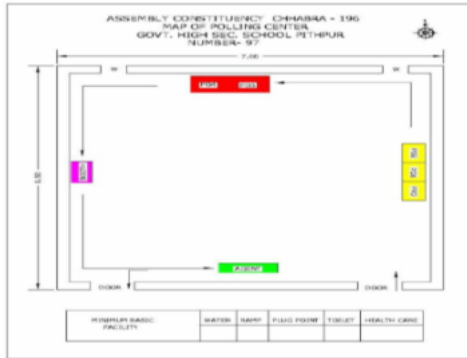 ASSEMBLY CONSTITUENCY CHHABRA - 196
MAP OF POLLING CENTER
GOVT. HIGH SEC. SCHOOL PITHPUR
NUMBER- 97
7.00
W W
AGENT
DOOR DOOR
MINIMUM BASIC FACILITY WATER RAMP PLUG POINT TOILET HEALTH CARE